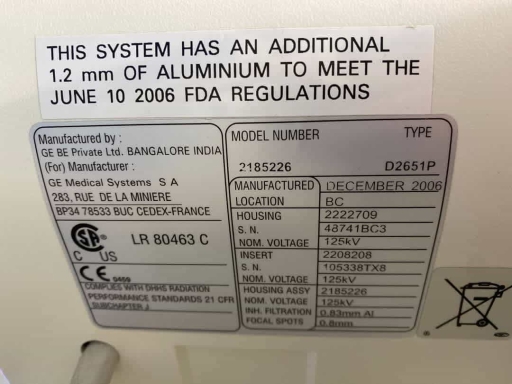 THIS SYSTEM HAS AN ADDITIONAL
1.2 mm OF ALUMINIUM TO MEET THE
JUNE 10 2006 FDA REGULATIONS
Manufactured by :
GE BE Private Ltd. BANGALORE INDIA
(For) Manufacturer :
GE Medical Systems S A
283, RUE DE LA MINIERE
BP34 78533 BUC CEDEX-FRANCE
CSA LR 80463 C
C US
CE 0459
COMPLIES WITH DHHS RADIATION
PERFORMANCE STANDARDS 21 CFR
SUBCHAPTER J
MODEL NUMBER TYPE
2185226 D2651P
MANUFACTURED DECEMBER 2006
LOCATION BC
HOUSING 2222709
S. N. 48741BC3
NOM. VOLTAGE 125kV
INSERT 2208208
S. N. 105338TX8
NOM. VOLTAGE 125kV
HOUSING ASSY 2185226
NOM. VOLTAGE 125kV
INH. FILTRATION 0.83mm Al
FOCAL SPOTS 0.8mm